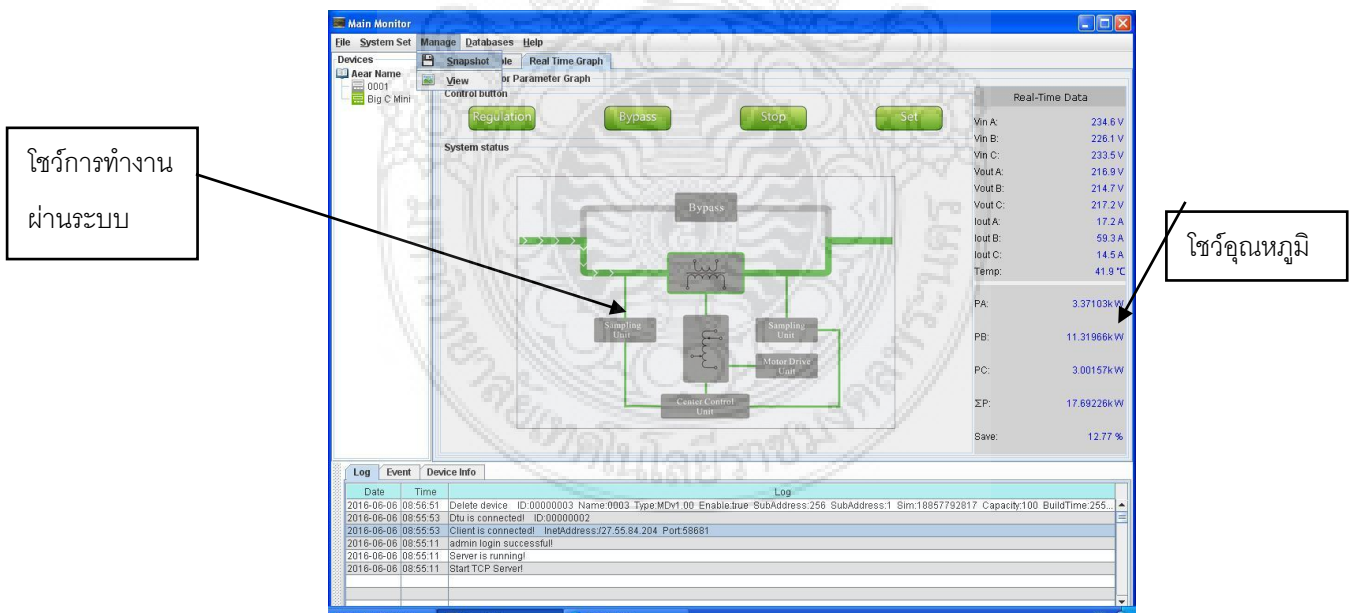 Main Monitor
File System Set Manage Databases Help
Devices
Snapshot
View
Real Time Graph
Parameter Graph
Aear Name
0001
Big C Mini
Control button
Regulation Bypass Stop Set
System status
Bypass
Sampling Unit
Sampling Unit
Motor Drive Unit
Center Control Unit
Real-Time Data
Vin A: 234.6 V
Vin B: 226.1 V
Vin C: 233.5 V
Vout A: 216.9 V
Vout B: 214.7 V
Vout C: 217.2 V
Iout A: 17.2 A
Iout B: 59.3 A
Iout C: 14.5 A
Temp: 41.9 °C
PA: 3.37103kW
PB: 11.31966kW
PC: 3.00157kW
ΣP: 17.69226kW
Save: 12.77 %
โชว์การทำงาน
ผ่านระบบ
โชว์อุณหภูมิ
Log Event Device Info
Date Time Log
2016-06-06 08:56:51 Delete device ID:00000003 Name:0003 Type:MDv1.00 Enable:true SubAddress:256 SubAddress:1 Sim:18857792817 Capacity:100 BuildTime:255...
2016-06-06 08:55:53 Dtu is connected! ID:00000002
2016-06-06 08:55:53 Client is connected! InetAddress:/27.55.84.204 Port:58681
2016-06-06 08:55:11 admin login successful!
2016-06-06 08:55:11 Server is running!
2016-06-06 08:55:11 Start TCP Server!